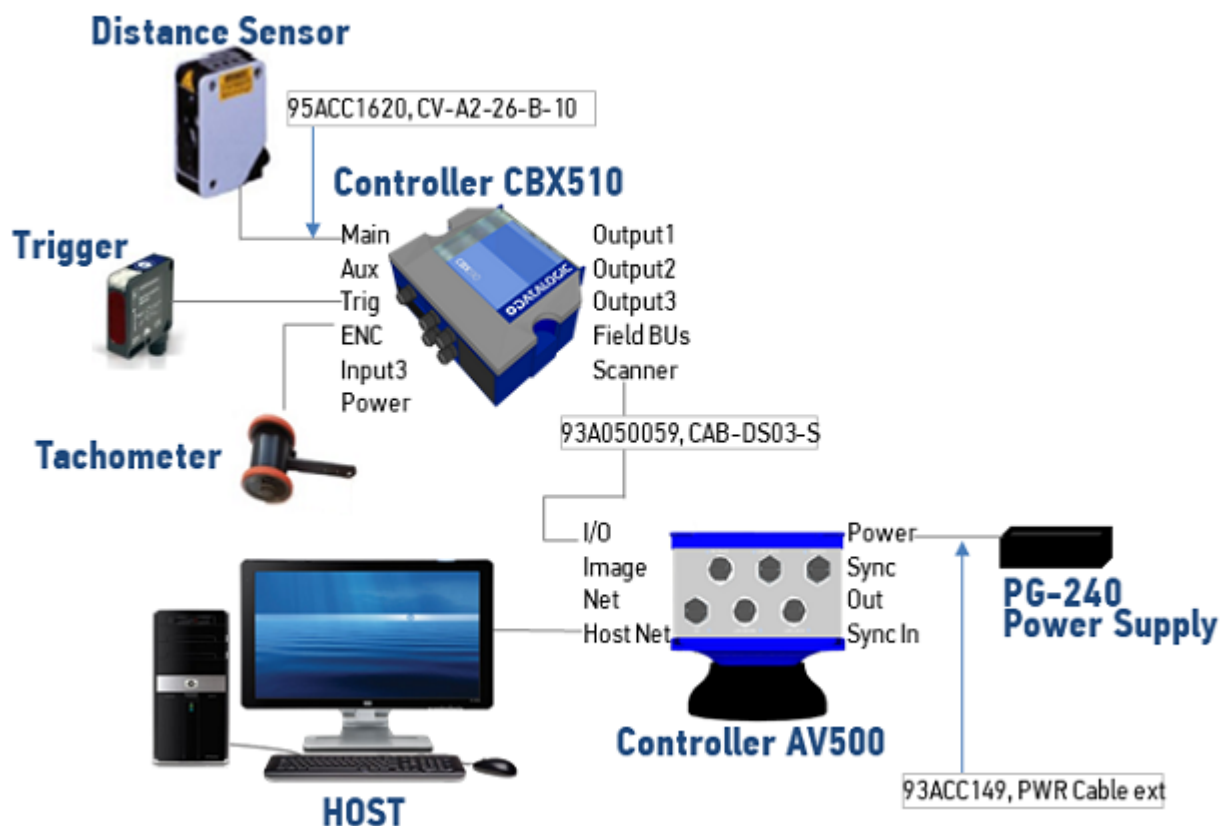 Distance Sensor
95ACC1620, CV-A2-26-B-10
Controller CBX510
Trigger
Main
Aux
Trig
ENC
Input3
Power
CBX510
DATALOGIC
Output1
Output2
Output3
Field BUs
Scanner
Tachometer
93A050059, CAB-DS03-S
I/O
Image
Net
Host Net
Power
Sync
Out
Sync In
PG-240
Power Supply
Controller AV500
93ACC149, PWR Cable ext
HOST